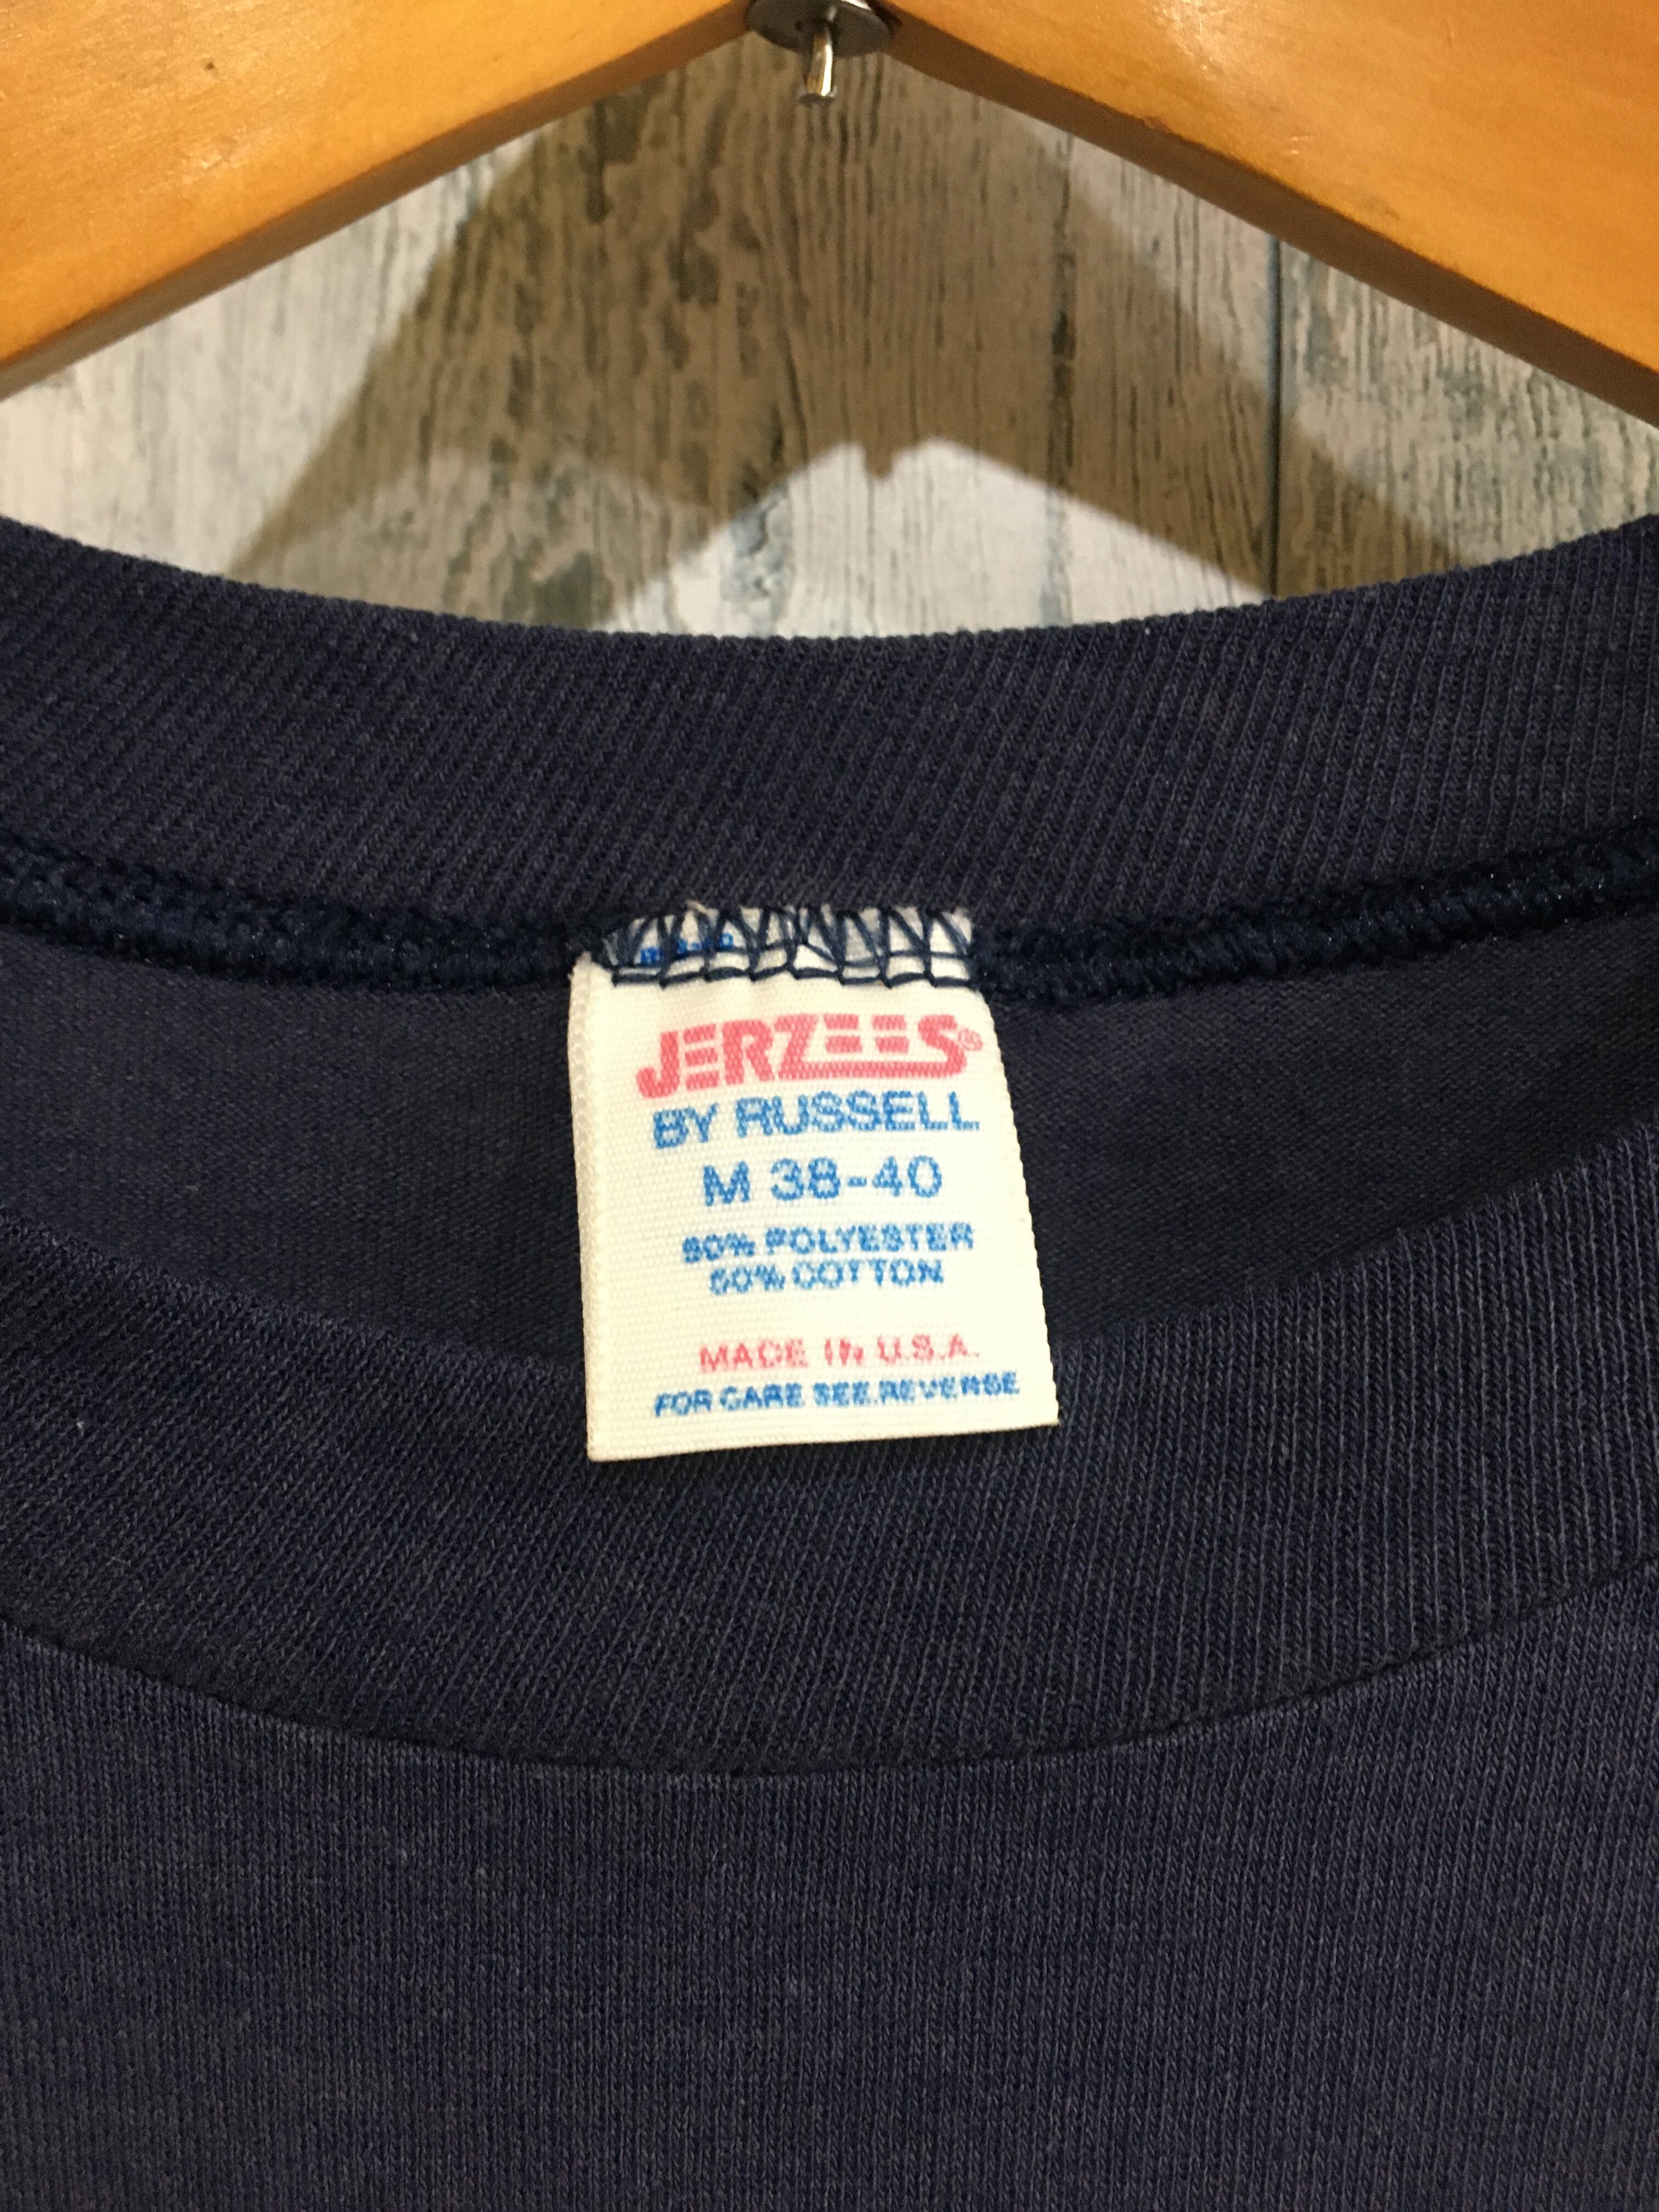 JERZEES®
BY RUSSELL
M 38-40
50% POLYESTER
50% COTTON
MADE IN U.S.A.
FOR CARE SEE REVERSE